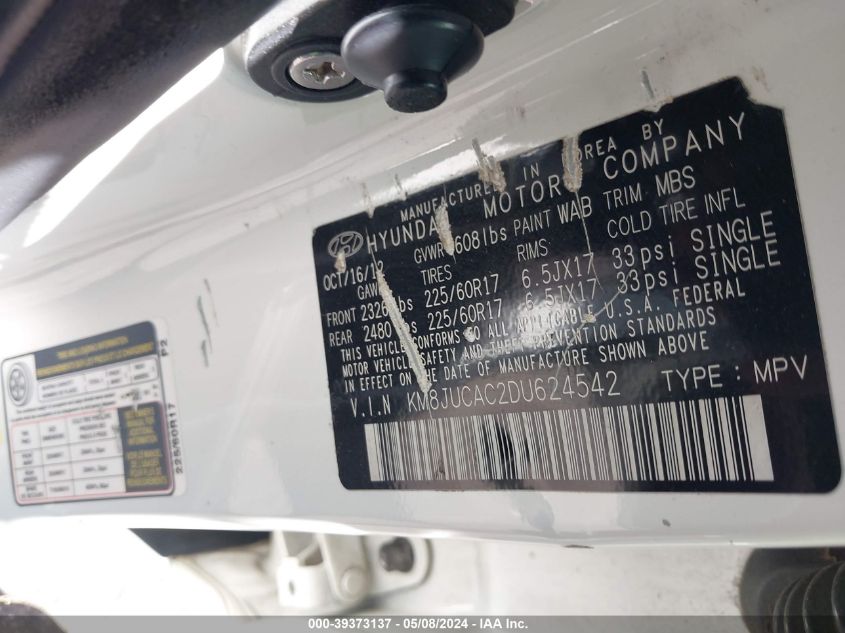 MANUFACTURED IN KOREA BY
HYUNDAI MOTOR COMPANY
OCT/16/12 GVWR 608lbs PAINT WAB TRIM MBS
GAWR TIRES RIMS COLD TIRE INFL
FRONT 2326lbs 225/60R17 6.5JX17 33psi SINGLE
REAR 2480lbs 225/60R17 6.5JX17 33psi SINGLE
THIS VEHICLE CONFORMS TO ALL APPLICABLE U.S.A. FEDERAL
MOTOR VEHICLE SAFETY AND THEFT PREVENTION STANDARDS
IN EFFECT ON THE DATE OF MANUFACTURE SHOWN ABOVE
V.I.N KM8JUCAC2DU624542 TYPE : MPV
P2
225/60R17
000-39373137 - 05/08/2024 - IAA Inc.